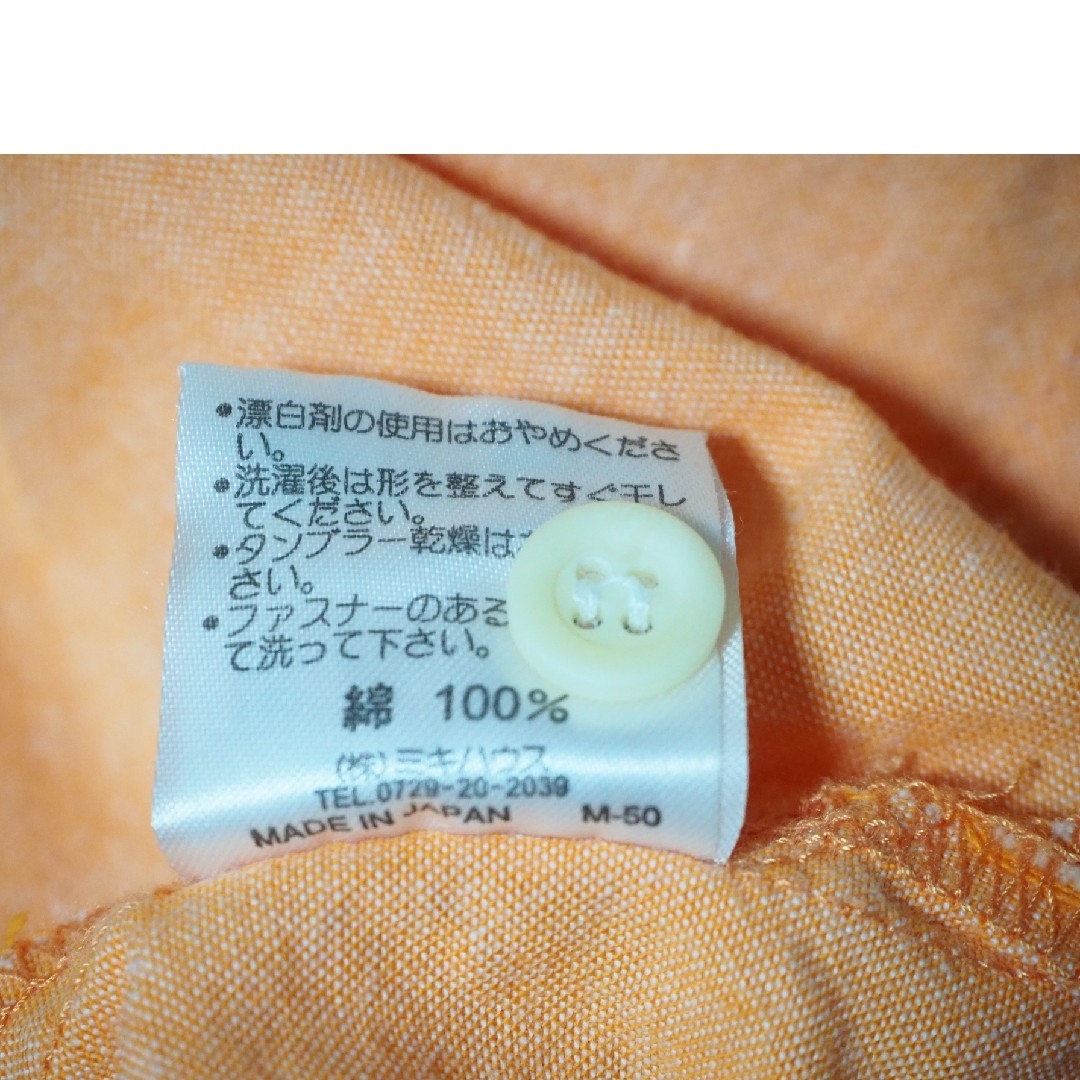 •漂白剤の使用はおやめくださ
い。
•洗濯後は形を整えてすぐ干し
てください。
•タンブラー乾燥は
さい。
•ファスナーのある
て洗って下さい。
綿 100%
(株)ミキハウス
TEL.0729-20-2039
MADE IN JAPAN M-50